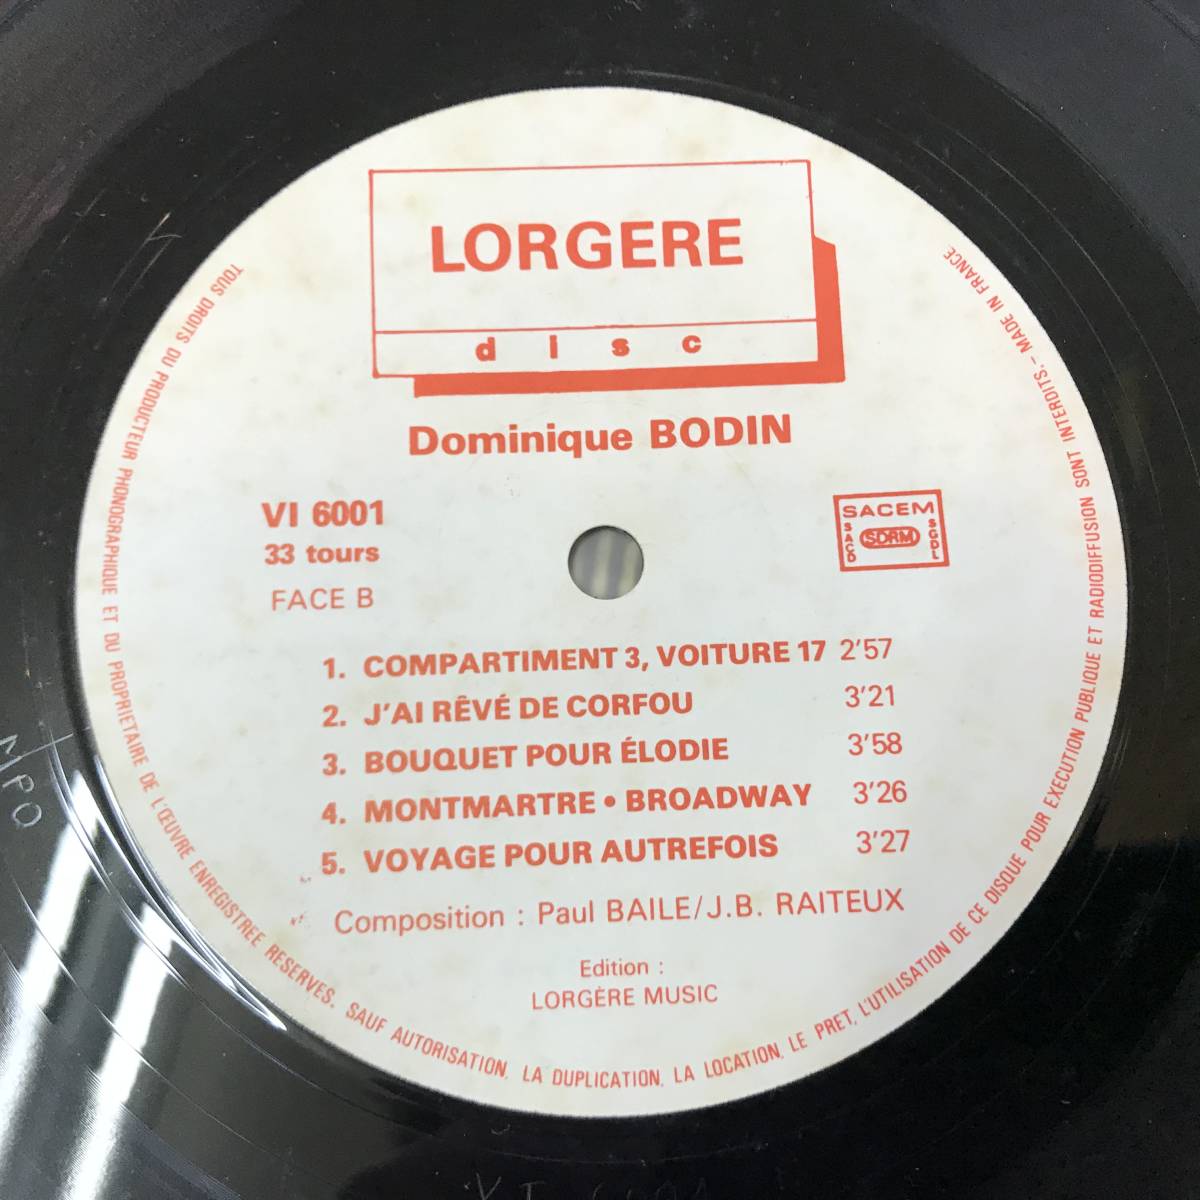 LORGERE
disc
Dominique BODIN
VI 6001
33 tours
FACE B
SACEM
SACD
SDRM
SGDL
1. COMPARTIMENT 3, VOITURE 17 2'57
2. J'AI RÊVÉ DE CORFOU 3'21
3. BOUQUET POUR ÉLODIE 3'58
4. MONTMARTRE • BROADWAY 3'26
5. VOYAGE POUR AUTREFOIS 3'27
Composition : Paul BAILE/J.B. RAITEUX
Edition :
LORGÈRE MUSIC
TOUS DROITS DU PRODUCTEUR PHONOGRAPHIQUE ET DU PROPRIETAIRE DE L'ŒUVRE ENREGISTREE RESERVES. SAUF AUTORISATION, LA DUPLICATION, LA LOCATION, LE PRET, L'UTILISATION DE CE DISQUE POUR EXECUTION PUBLIQUE ET RADIODIFFUSION SONT INTERDITS. - MADE IN FRANCE
MPO